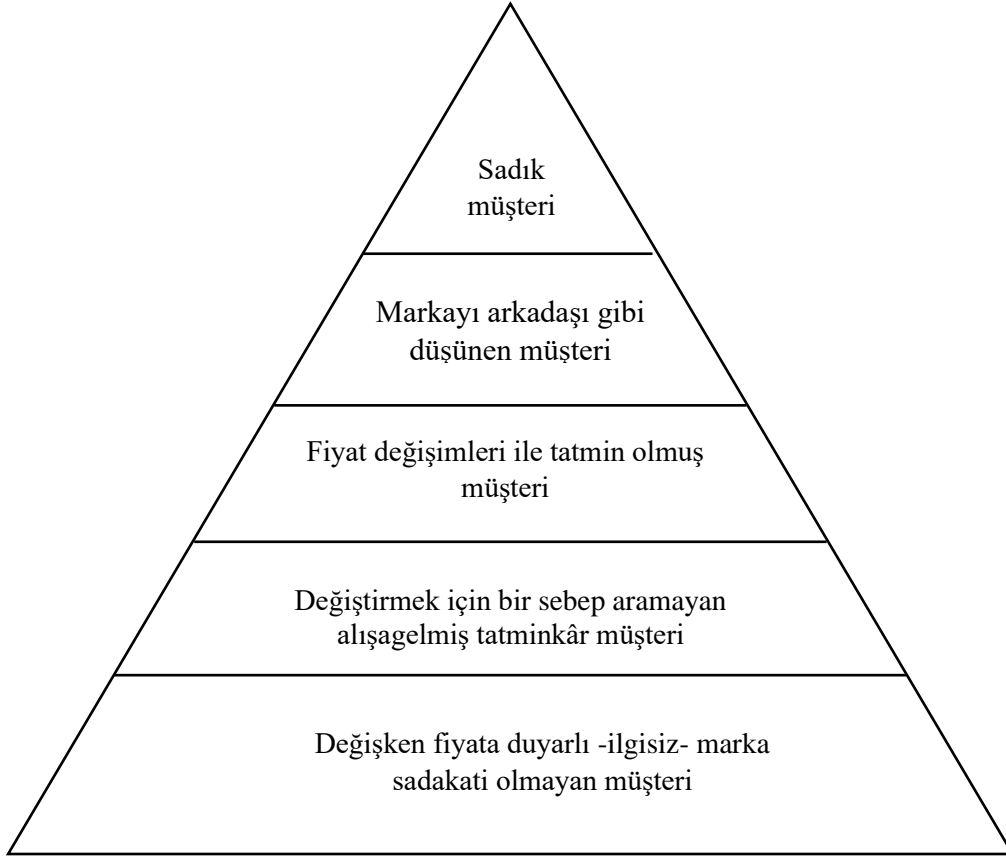 Sadık
müşteri
Markayı arkadaşı gibi
düşünen müşteri
Fiyat değişimleri ile tatmin olmuş
müşteri
Değiştirmek için bir sebep aramayan
alışagelmiş tatminkâr müşteri
Değişken fiyata duyarlı -ilgisiz- marka
sadakati olmayan müşteri